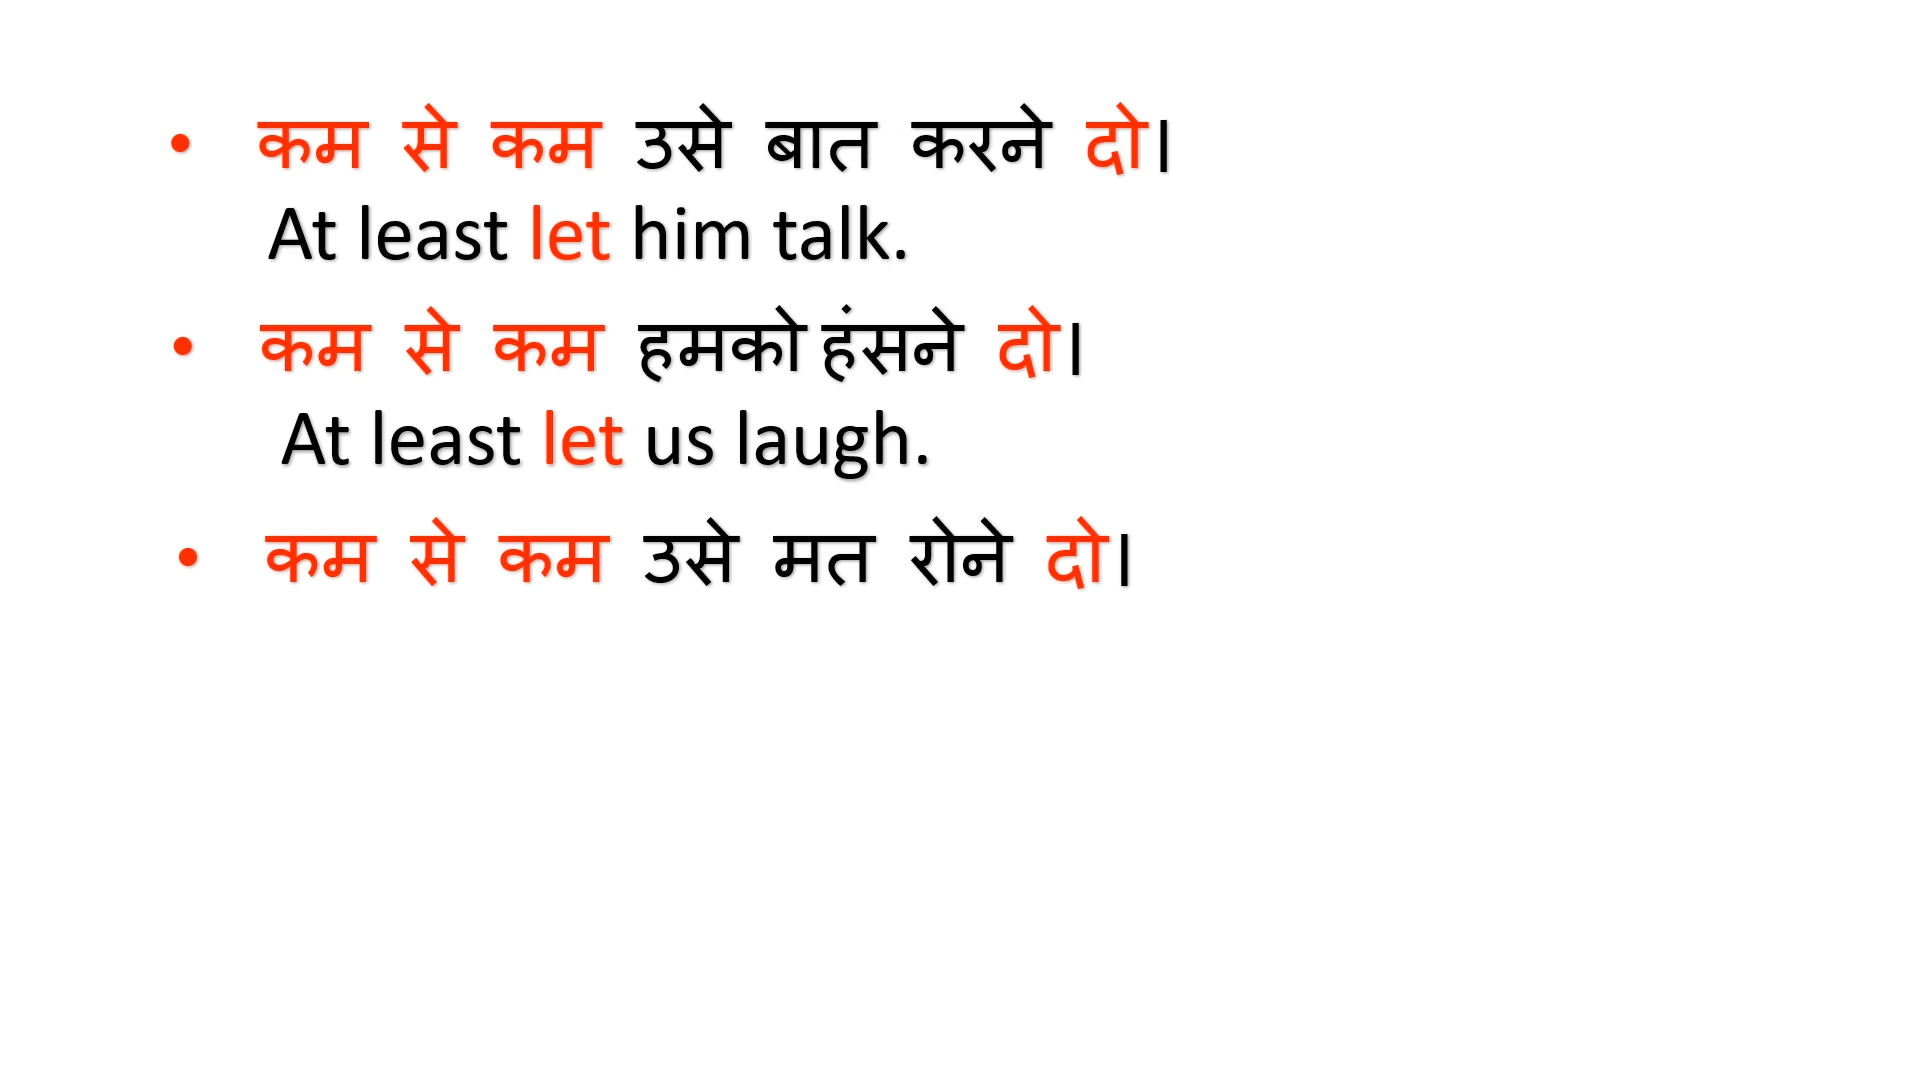 • कम से कम उसे बात करने दो।
At least let him talk.
• कम से कम हमको हंसने दो।
At least let us laugh.
• कम से कम उसे मत रोने दो।